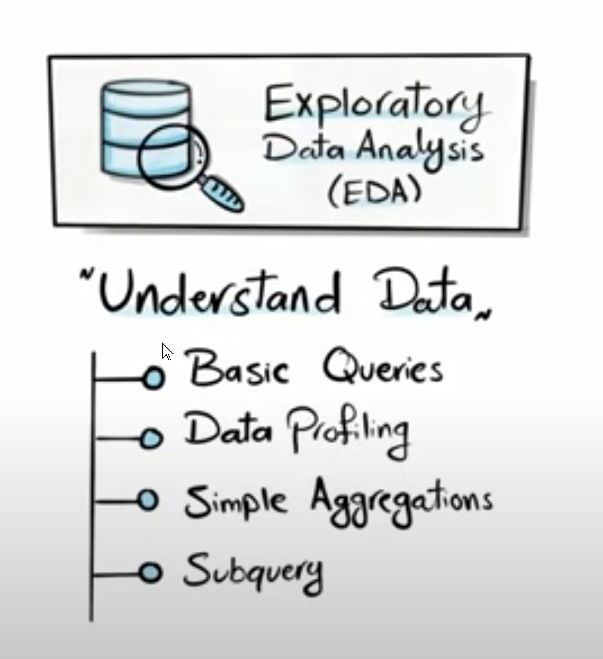 Exploratory
Data Analysis
(EDA)
"Understand Data"
Basic Queries
Data Profiling
Simple Aggregations
Subquery